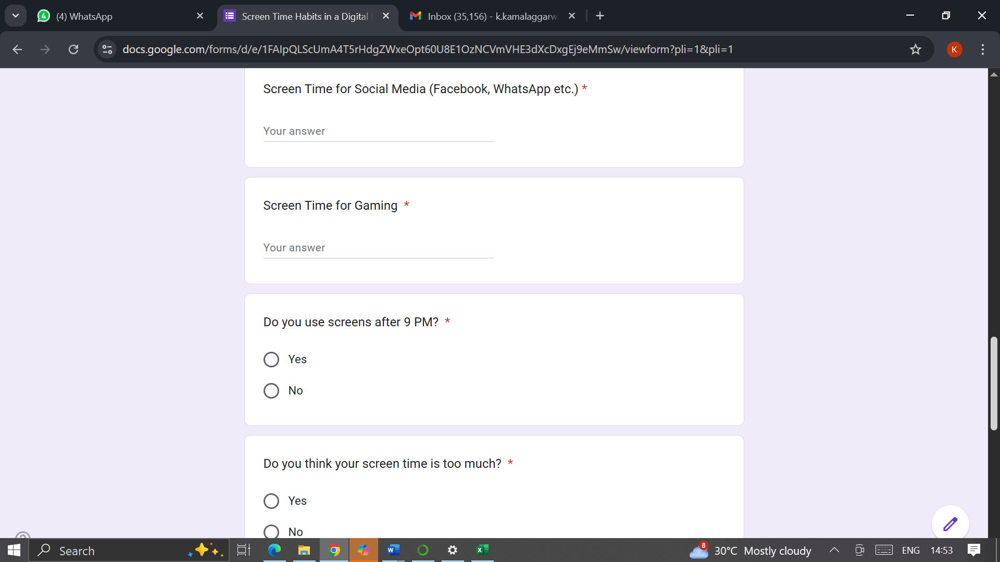 (4) WhatsApp
Screen Time Habits in a Digital
Inbox (35,156) - k.kamalaggarw
docs.google.com/forms/d/e/1FAIpQLScUmA4T5rHdgZWxeOpt60U8E1OzNCVmVHE3dXcDxgEj9eMmSw/viewform?pli=1&pli=1
K
Screen Time for Social Media (Facebook, WhatsApp etc.) *
Your answer
Screen Time for Gaming *
Your answer
Do you use screens after 9 PM? *
Yes
No
Do you think your screen time is too much? *
Yes
No
Search
8
30°C Mostly cloudy
ENG
14:53